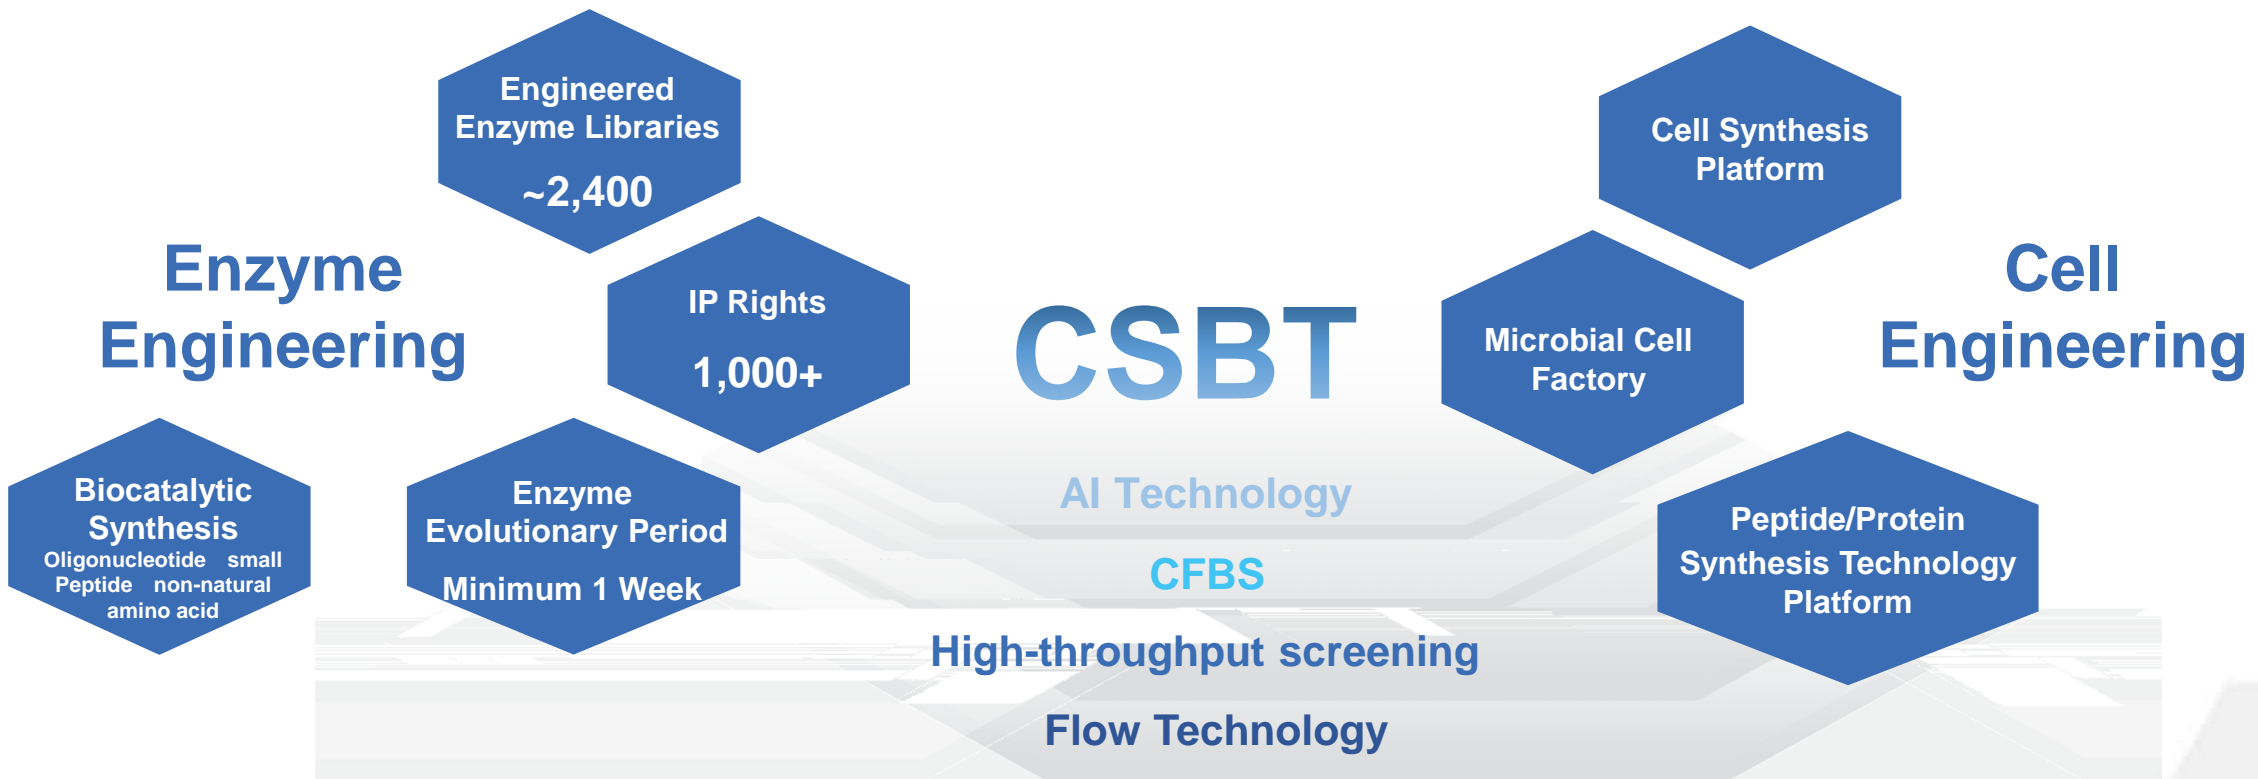 Engineered
Enzyme Libraries
~2,400
Enzyme
Engineering
IP Rights
1,000+
Biocatalytic
Synthesis
Oligonucleotide small
Peptide non-natural
amino acid
Enzyme
Evolutionary Period
Minimum 1 Week
CSBT
AI Technology
CFBS
High-throughput screening
Flow Technology
Cell Synthesis
Platform
Microbial Cell
Factory
Cell
Engineering
Peptide/Protein
Synthesis Technology
Platform